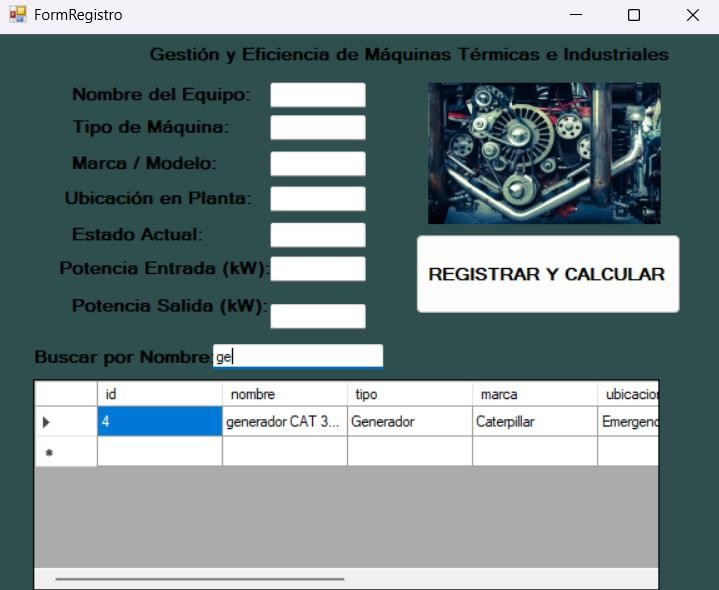 FormRegistro
Gestión y Eficiencia de Máquinas Térmicas e Industriales
Nombre del Equipo:
Tipo de Máquina:
Marca / Modelo:
Ubicación en Planta:
Estado Actual:
Potencia Entrada (kW):
Potencia Salida (kW):
REGISTRAR Y CALCULAR
Buscar por Nombre ge
id nombre tipo marca ubicacion
4 generador CAT 3... Generador Caterpillar Emergenc